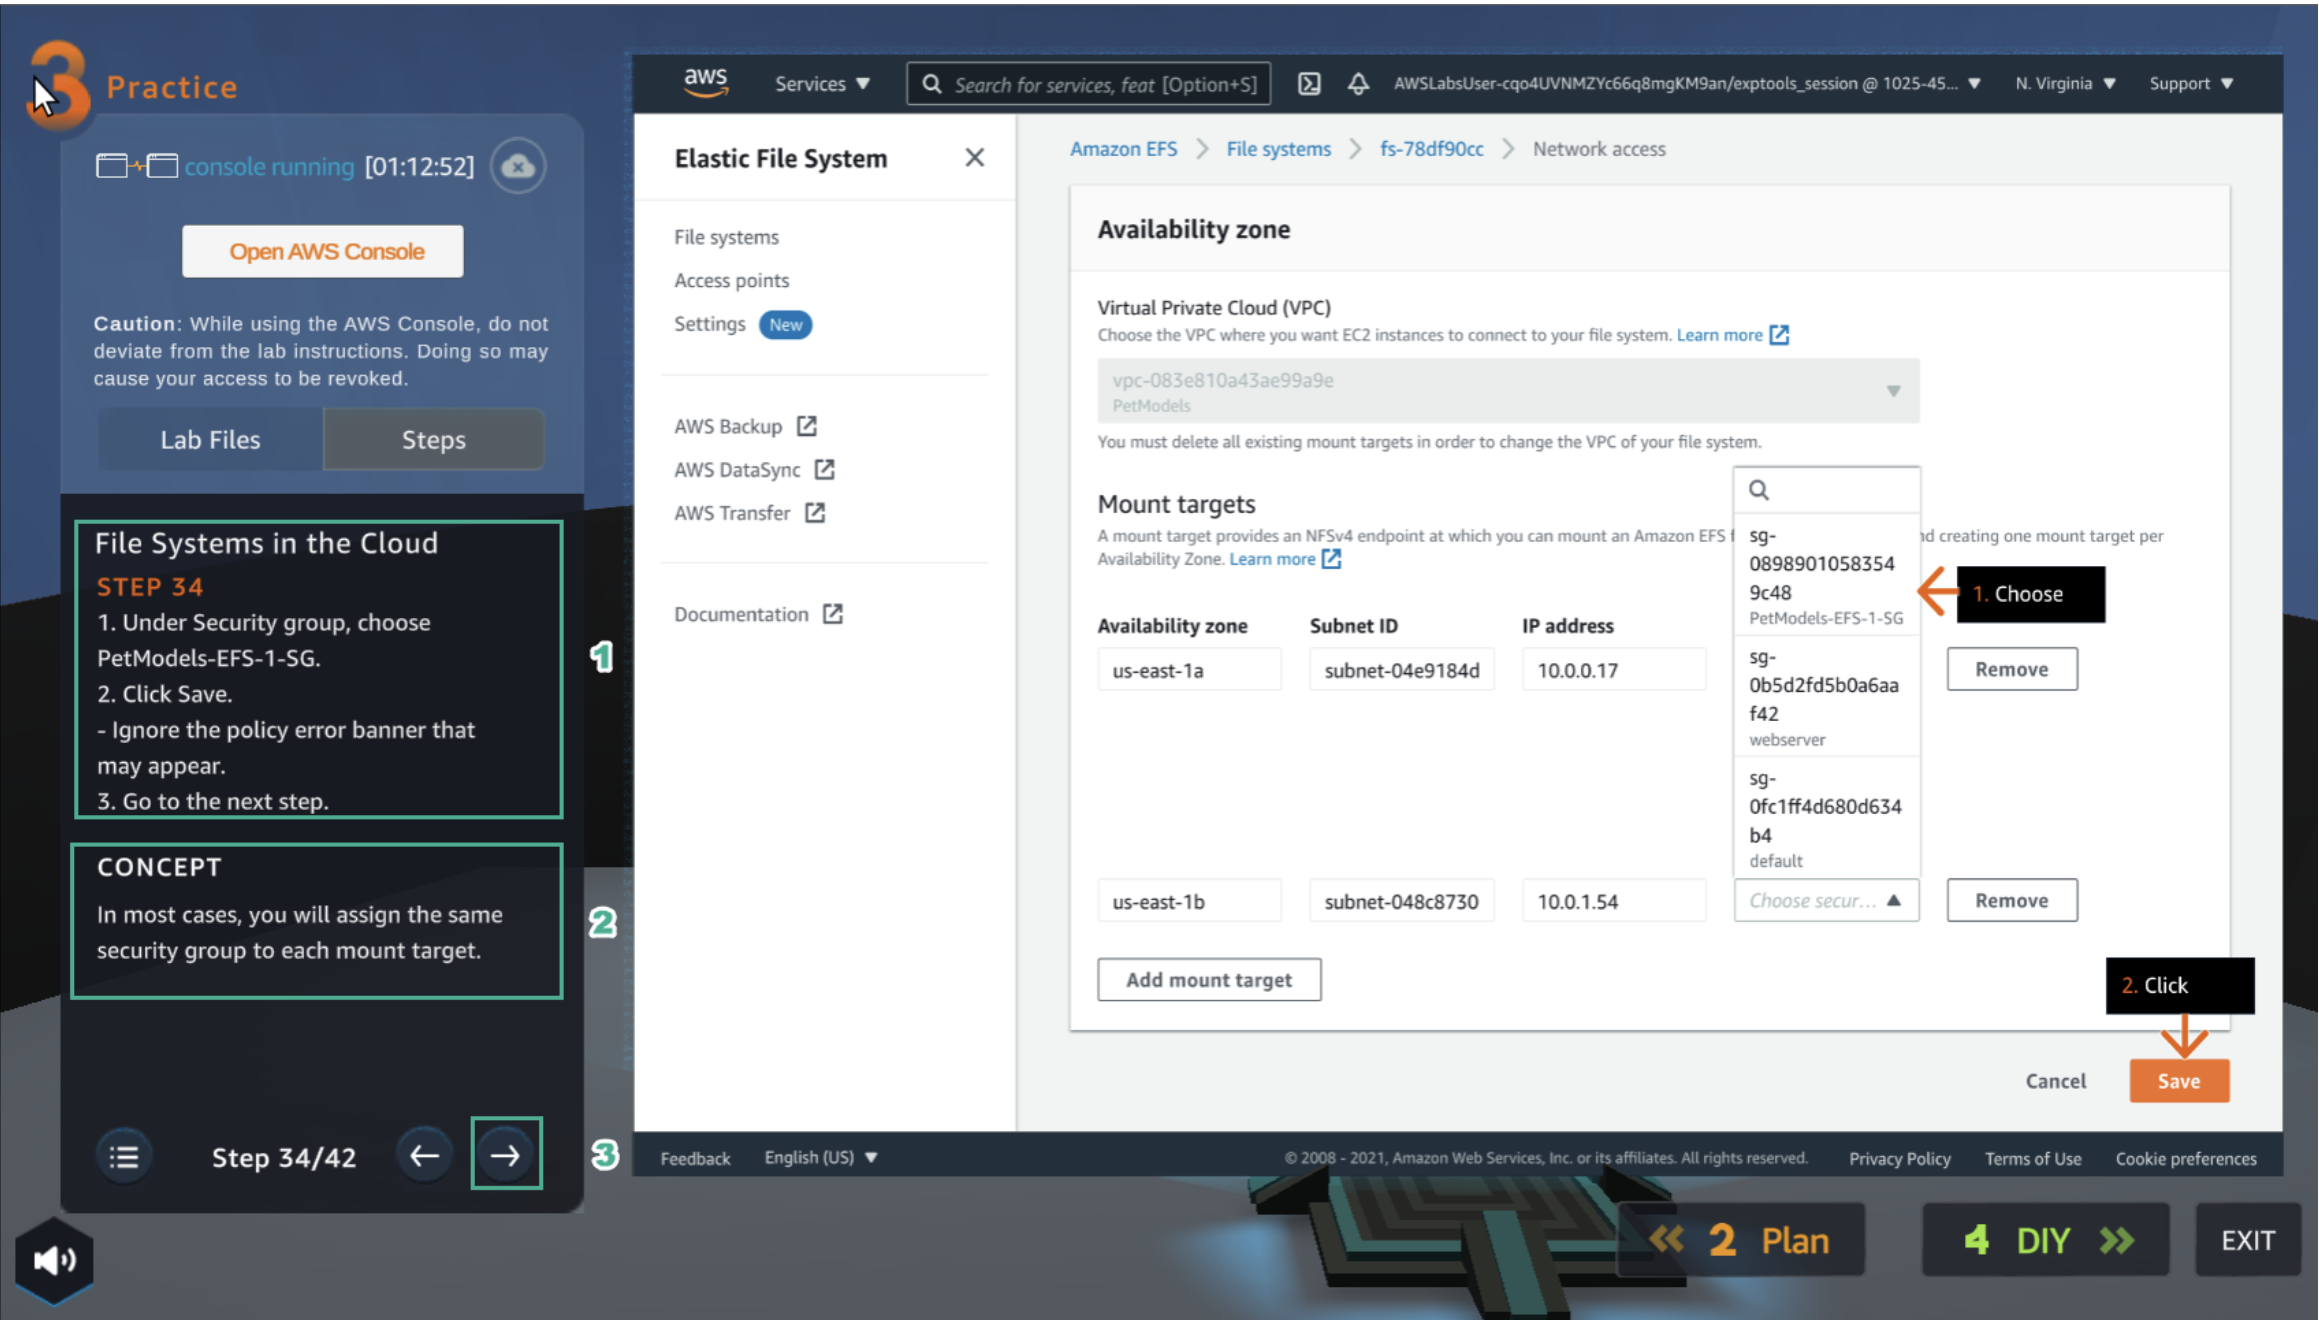 3 Practice
console running [01:12:52]
Open AWS Console
Caution: While using the AWS Console, do not
deviate from the lab instructions. Doing so may
cause your access to be revoked.
Lab Files
Steps
File Systems in the Cloud
STEP 34
1. Under Security group, choose
PetModels-EFS-1-SG.
2. Click Save.
- Ignore the policy error banner that
may appear.
3. Go to the next step.
1
CONCEPT
In most cases, you will assign the same
security group to each mount target.
2
Step 34/42
3
aws
Services
Search for services, feat [Option+S]
AWSLabsUser-cqo4UVNMZYc66q8mgKM9an/exptools_session @ 1025-45...
N. Virginia
Support
Elastic File System
File systems
Access points
Settings New
AWS Backup
AWS DataSync
AWS Transfer
Documentation
Amazon EFS > File systems > fs-78df90cc > Network access
Availability zone
Virtual Private Cloud (VPC)
Choose the VPC where you want EC2 instances to connect to your file system. Learn more
vpc-083e810a43ae99a9e
PetModels
You must delete all existing mount targets in order to change the VPC of your file system.
Mount targets
A mount target provides an NFSv4 endpoint at which you can mount an Amazon EFS
creating one mount target per
Availability Zone. Learn more
Availability zone Subnet ID IP address
us-east-1a subnet-04e9184d 10.0.0.17 Remove
sg-
0898901058354
9c48
PetModels-EFS-1-SG
1. Choose
sg-
0b5d2fd5b0a6aa
f42
webserver
sg-
0fc1ff4d680d634
b4
default
us-east-1b subnet-048c8730 10.0.1.54 Choose secur... Remove
Add mount target
2. Click
Cancel
Save
Feedback
English (US)
© 2008 - 2021, Amazon Web Services, Inc. or its affiliates. All rights reserved.
Privacy Policy
Terms of Use
Cookie preferences
2 Plan
4 DIY
EXIT